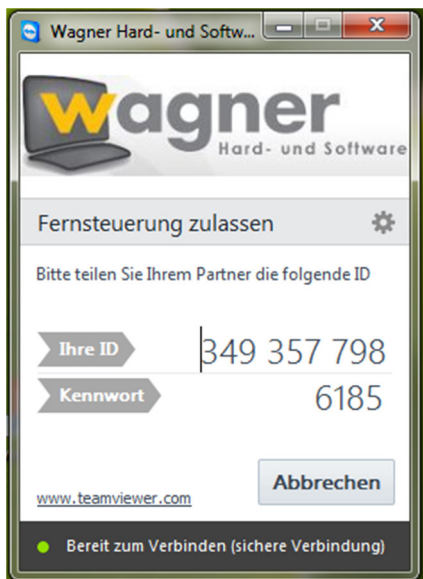 Wagner Hard- und Softw...
wagner
Hard- und Software
Fernsteuerung zulassen
Bitte teilen Sie Ihrem Partner die folgende ID
Ihre ID 349 357 798
Kennwort 6185
www.teamviewer.com Abbrechen
Bereit zum Verbinden (sichere Verbindung)